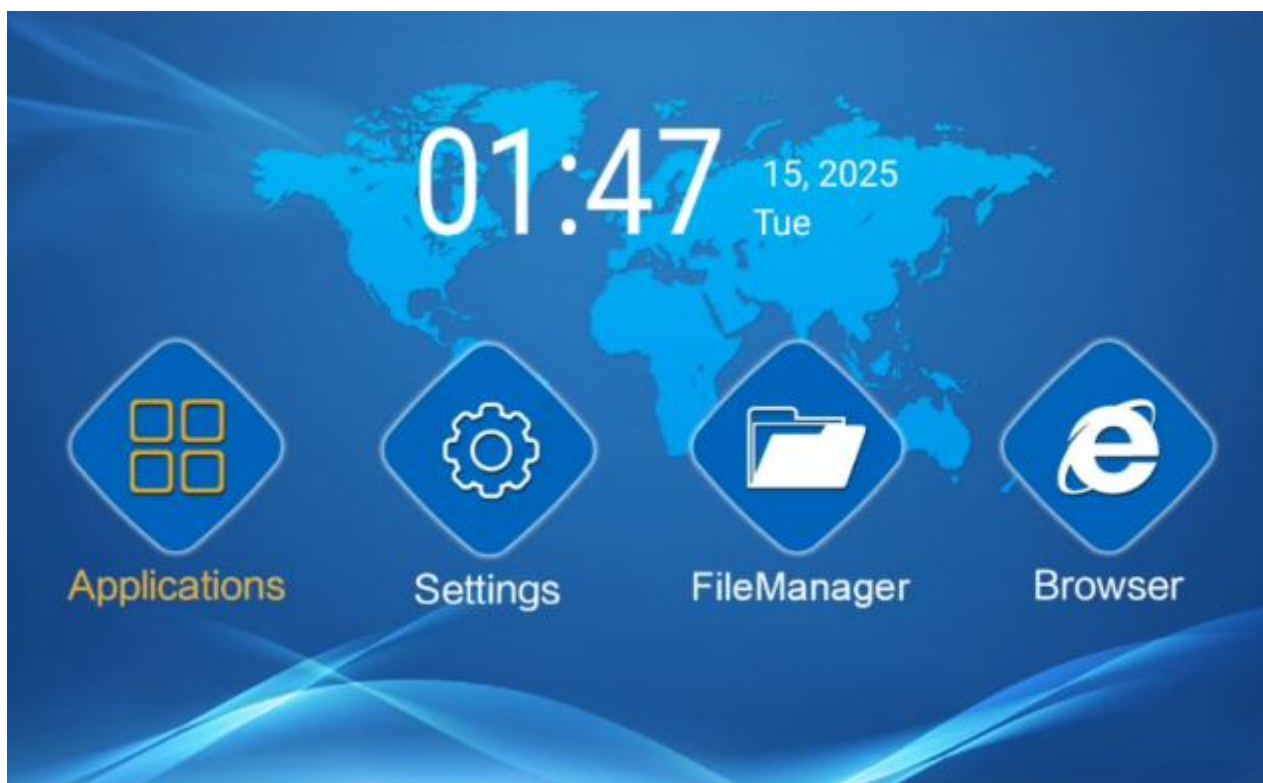 01:47
15, 2025
Tue
Applications
Settings
FileManager
Browser